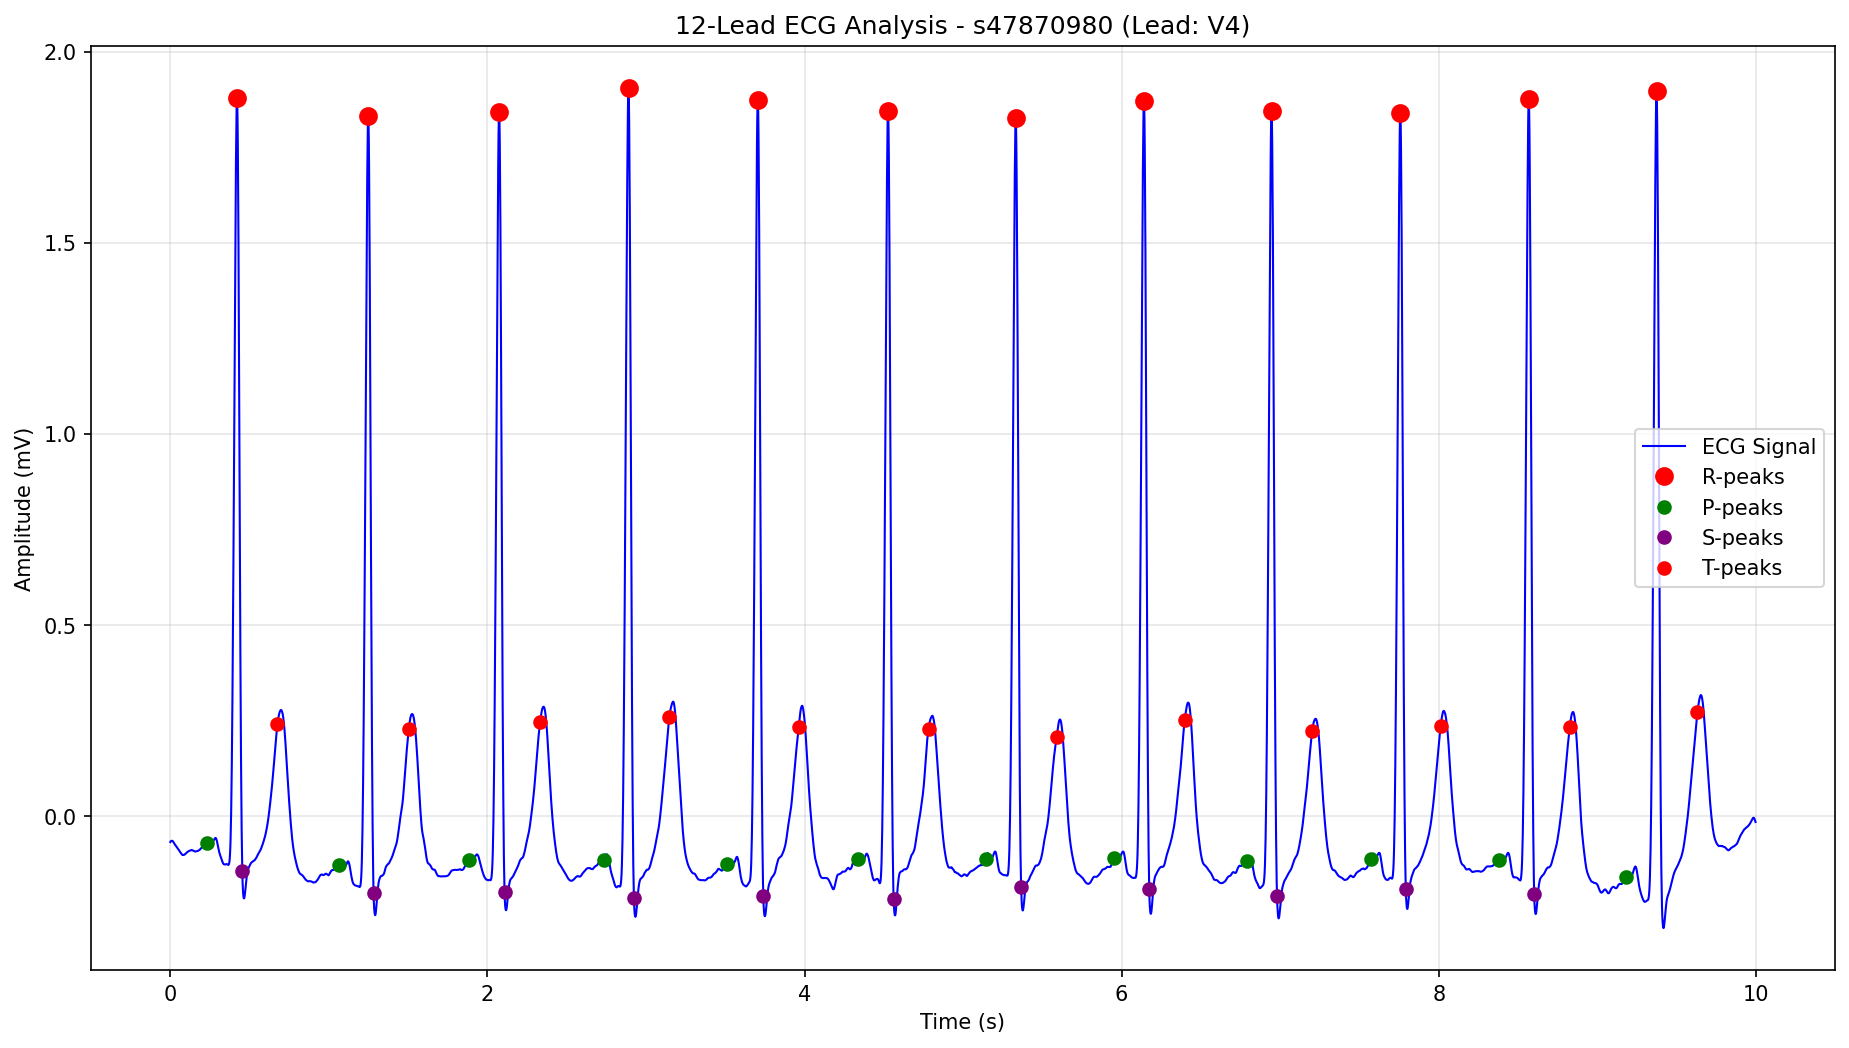 12-Lead ECG Analysis - s47870980 (Lead: V4)
2.0
1.5
1.0
0.5
0.0
Amplitude (mV)
ECG Signal
R-peaks
P-peaks
S-peaks
T-peaks
0 2 4 6 8 10
Time (s)